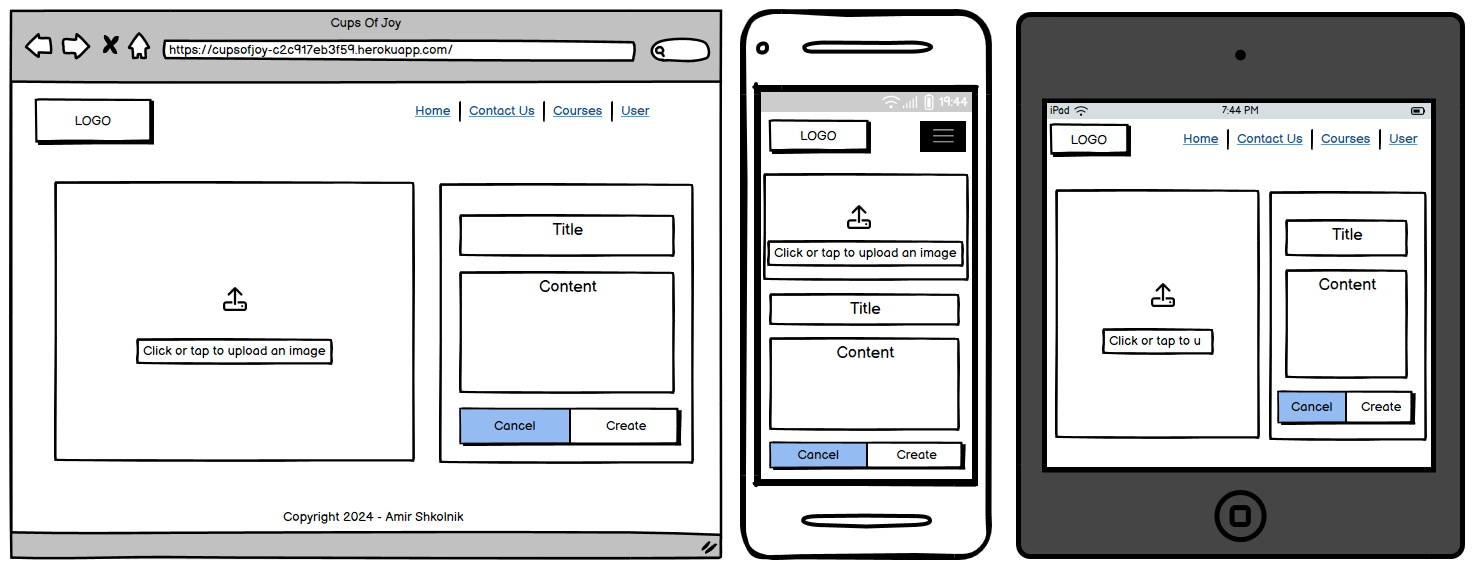 Cups Of Joy
https://cupsofjoy-c2c917eb3f59.herokuapp.com/
LOGO
Home Contact Us Courses User
Click or tap to upload an image
Title
Content
Cancel Create
Copyright 2024 - Amir Shkolnik
19:44
LOGO
Click or tap to upload an image
Title
Content
Cancel Create
iPad 7:44 PM
LOGO
Home Contact Us Courses User
Click or tap to u
Title
Content
Cancel Create